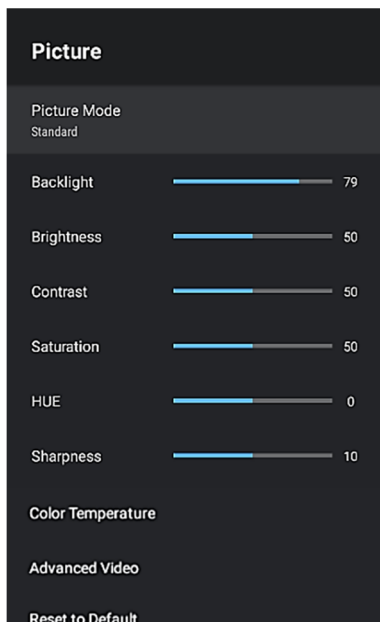 Picture
Picture Mode
Standard
Backlight 79
Brightness 50
Contrast 50
Saturation 50
HUE 0
Sharpness 10
Color Temperature
Advanced Video
Reset to Default